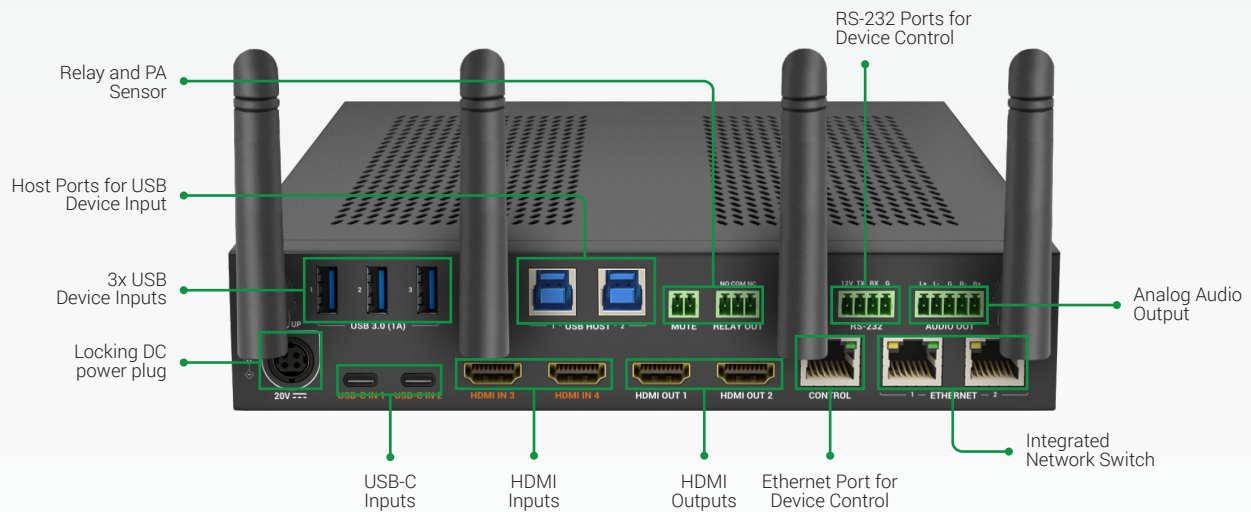 RS-232 Ports for
Device Control
Relay and PA
Sensor
Host Ports for USB
Device Input
3x USB
Device Inputs
Locking DC
power plug
Analog Audio
Output
1 2 3
USB 3.0 (1A)
1 USB HOST 2
NO COM NC
MUTE RELAY OUT
12V TX RX G
RS-232
L+ L- G R- R+
AUDIO OUT
UP
20V
USB-C IN 1 USB-C IN 2
HDMI IN 3 HDMI IN 4
HDMI OUT 1 HDMI OUT 2
CONTROL
1 ETHERNET 2
Integrated
Network Switch
USB-C
Inputs
HDMI
Inputs
HDMI
Outputs
Ethernet Port for
Device Control